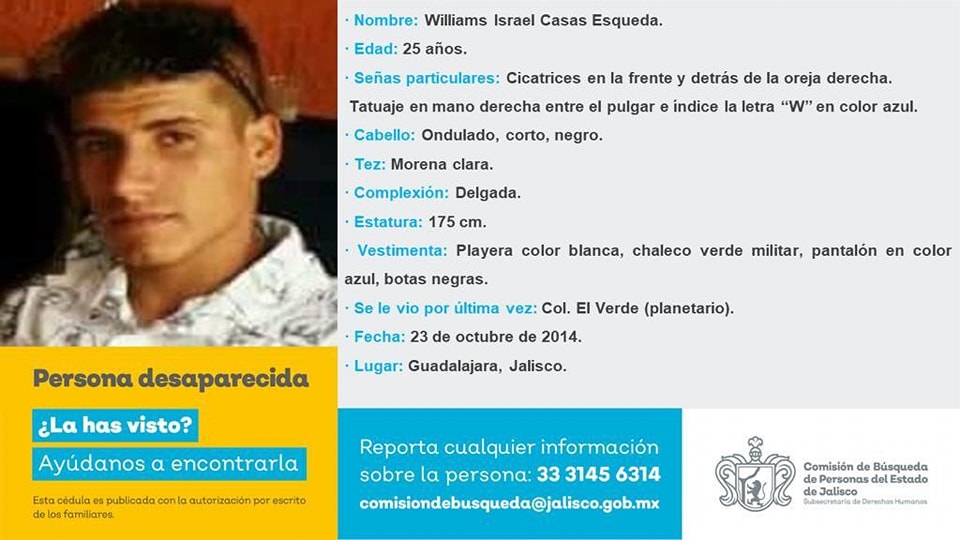 · Nombre: Williams Israel Casas Esqueda.
· Edad: 25 años.
· Señas particulares: Cicatrices en la frente y detrás de la oreja derecha.
Tatuaje en mano derecha entre el pulgar e índice la letra “W” en color azul.
· Cabello: Ondulado, corto, negro.
· Tez: Morena clara.
· Complexión: Delgada.
· Estatura: 175 cm.
· Vestimenta: Playera color blanca, chaleco verde militar, pantalón en color
azul, botas negras.
· Se le vio por última vez: Col. El Verde (planetario).
· Fecha: 23 de octubre de 2014.
· Lugar: Guadalajara, Jalisco.
Persona desaparecida
¿La has visto?
Ayúdanos a encontrarla
Esta cédula es publicada con la autorización por escrito
de los familiares.
Reporta cualquier información
sobre la persona: 33 3145 6314
comisiondebusqueda@jalisco.gob.mx
Comisión de Búsqueda
de Personas del Estado
de Jalisco
Subsecretaría de Derechos Humanos